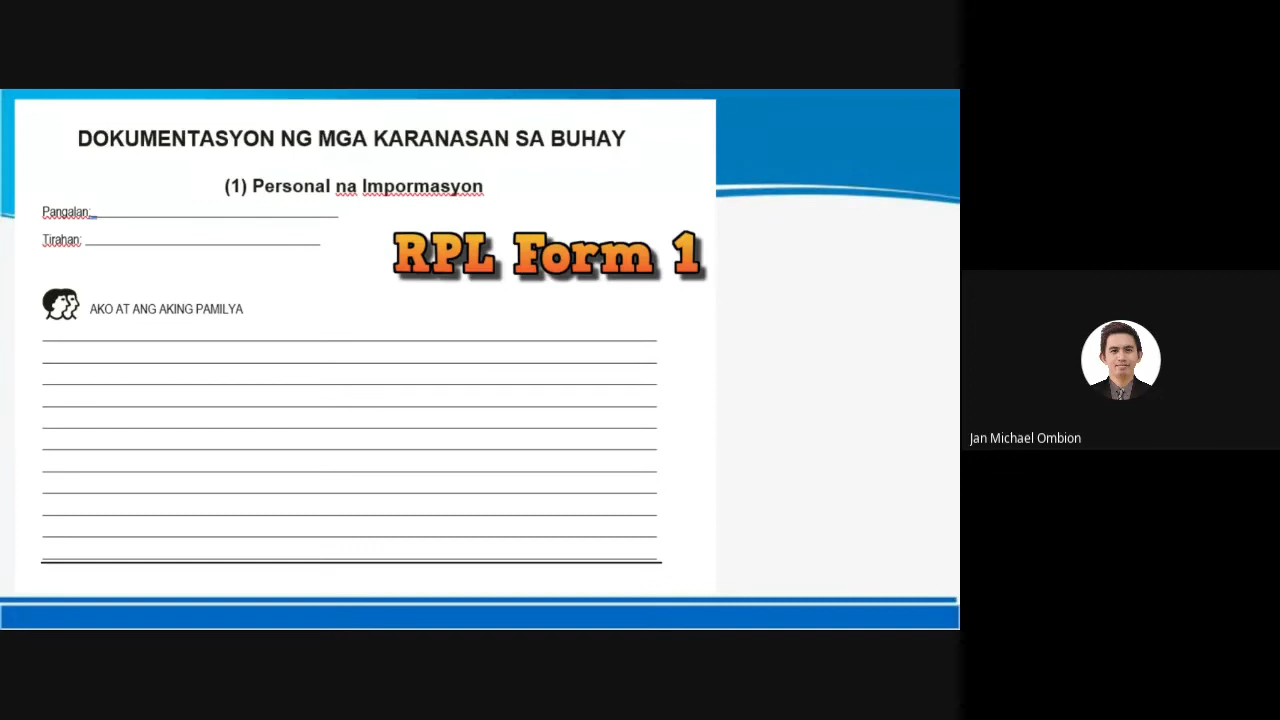 DOKUMENTASYON NG MGA KARANASAN SA BUHAY
(1) Personal na Impormasyon
Pangalan:
Tirahan:
RPL Form 1
AKO AT ANG AKING PAMILYA
Jan Michael Ombion